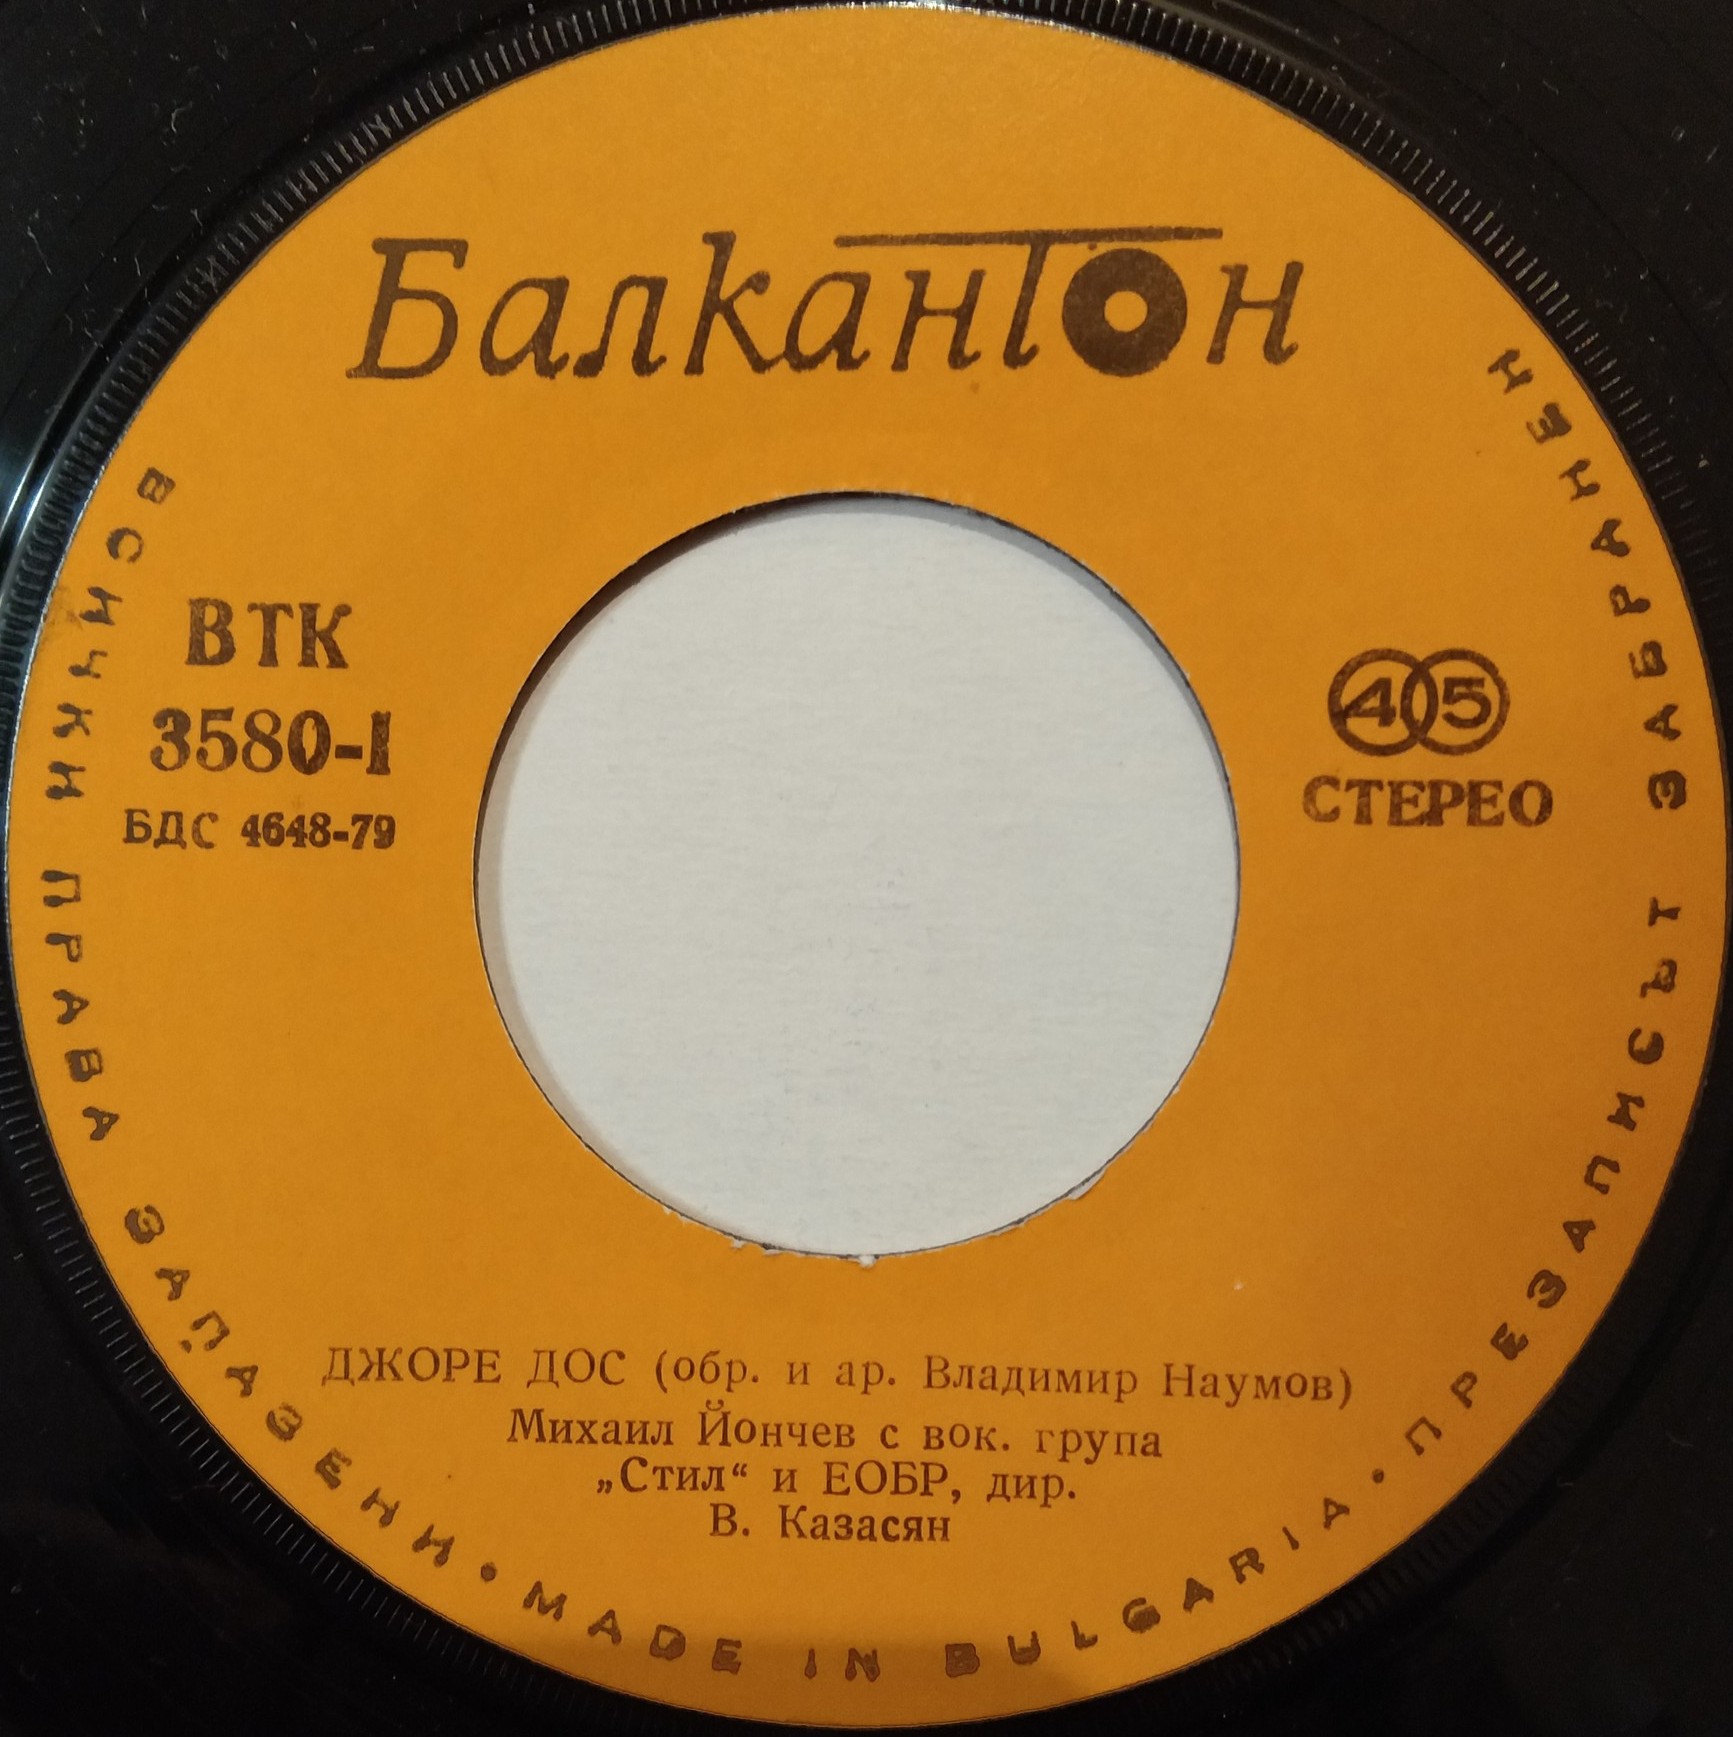 Балкантон
ВТК
3580-1
БДС 4648-79
45
СТЕРЕО
ДЖОРЕ ДОС (обр. и ар. Владимир Наумов)
Михаил Йончев с вок. група
„Стил“ и ЕОБР, дир.
В. Казасян
ВСИЧКИ ПРАВА ЗАПАЗЕНИ • MADE IN BULGARIA • ПРЕЗАПИСЪТ ЗАБРАНЕН